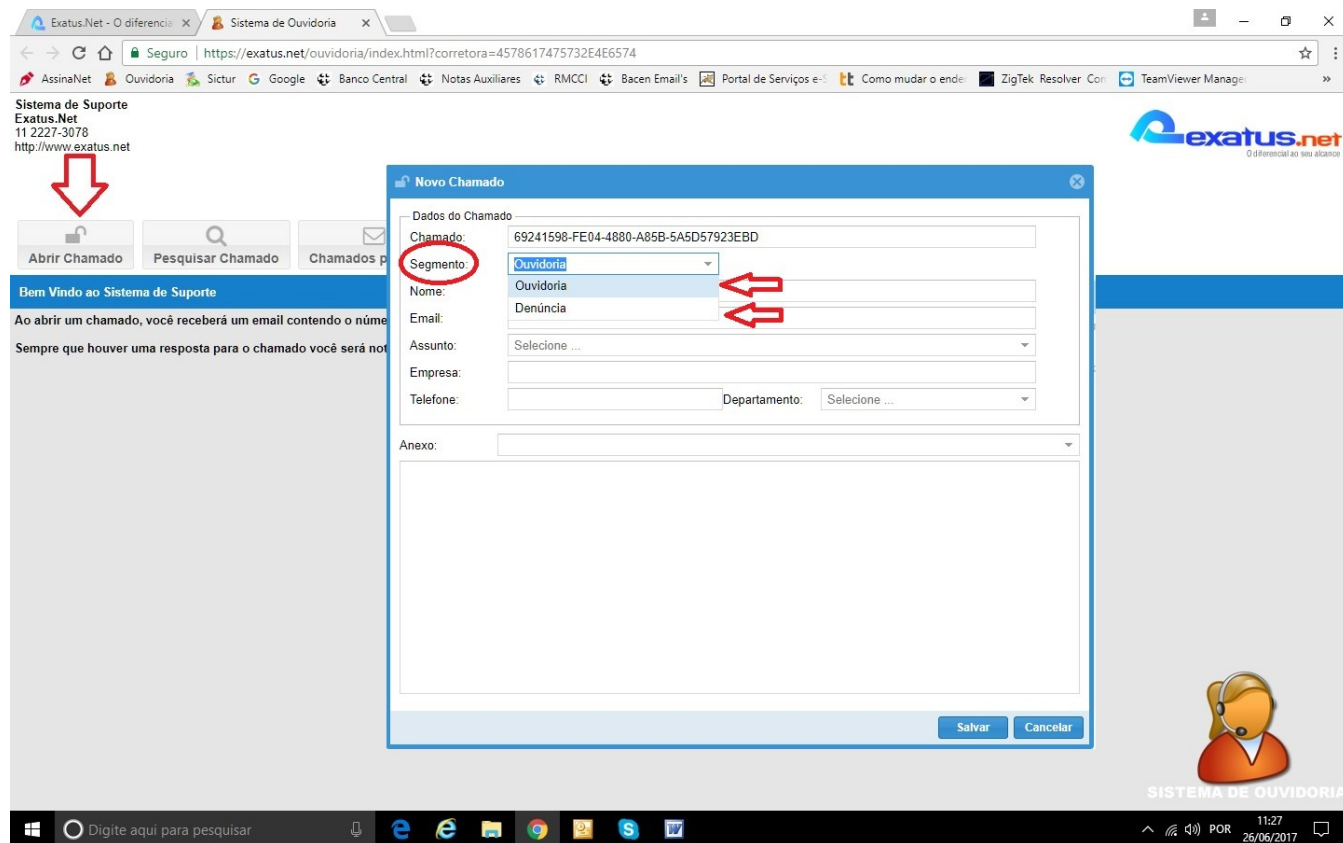 Exatus.Net - O diferencia
Sistema de Ouvidoria
Seguro https://exatus.net/ouvidoria/index.html?corretora=4578617475732E4E6574
AssinaNet Ouvidoria Sictur Google Banco Central Notas Auxiliares RMCCI Bacen Email's Portal de Serviços e-S Como mudar o ende ZigTek Resolver Con TeamViewer Manage »
Sistema de Suporte
Exatus.Net
11 2227-3078
http://www.exatus.net
exatus.net
O diferencial ao seu alcance
Abrir Chamado Pesquisar Chamado Chamados p
Bem Vindo ao Sistema de Suporte
Ao abrir um chamado, você receberá um email contendo o núme
Sempre que houver uma resposta para o chamado você será not
Novo Chamado
Dados do Chamado
Chamado: 69241598-FE04-4880-A85B-5A5D57923EBD
Segmento: Ouvidoria
Ouvidoria
Denúncia
Nome:
Email:
Assunto: Selecione ...
Empresa:
Telefone: Departamento: Selecione ...
Anexo:
Salvar Cancelar
SISTEMA DE OUVIDORIA
Digite aqui para pesquisar
POR
11:27
26/06/2017